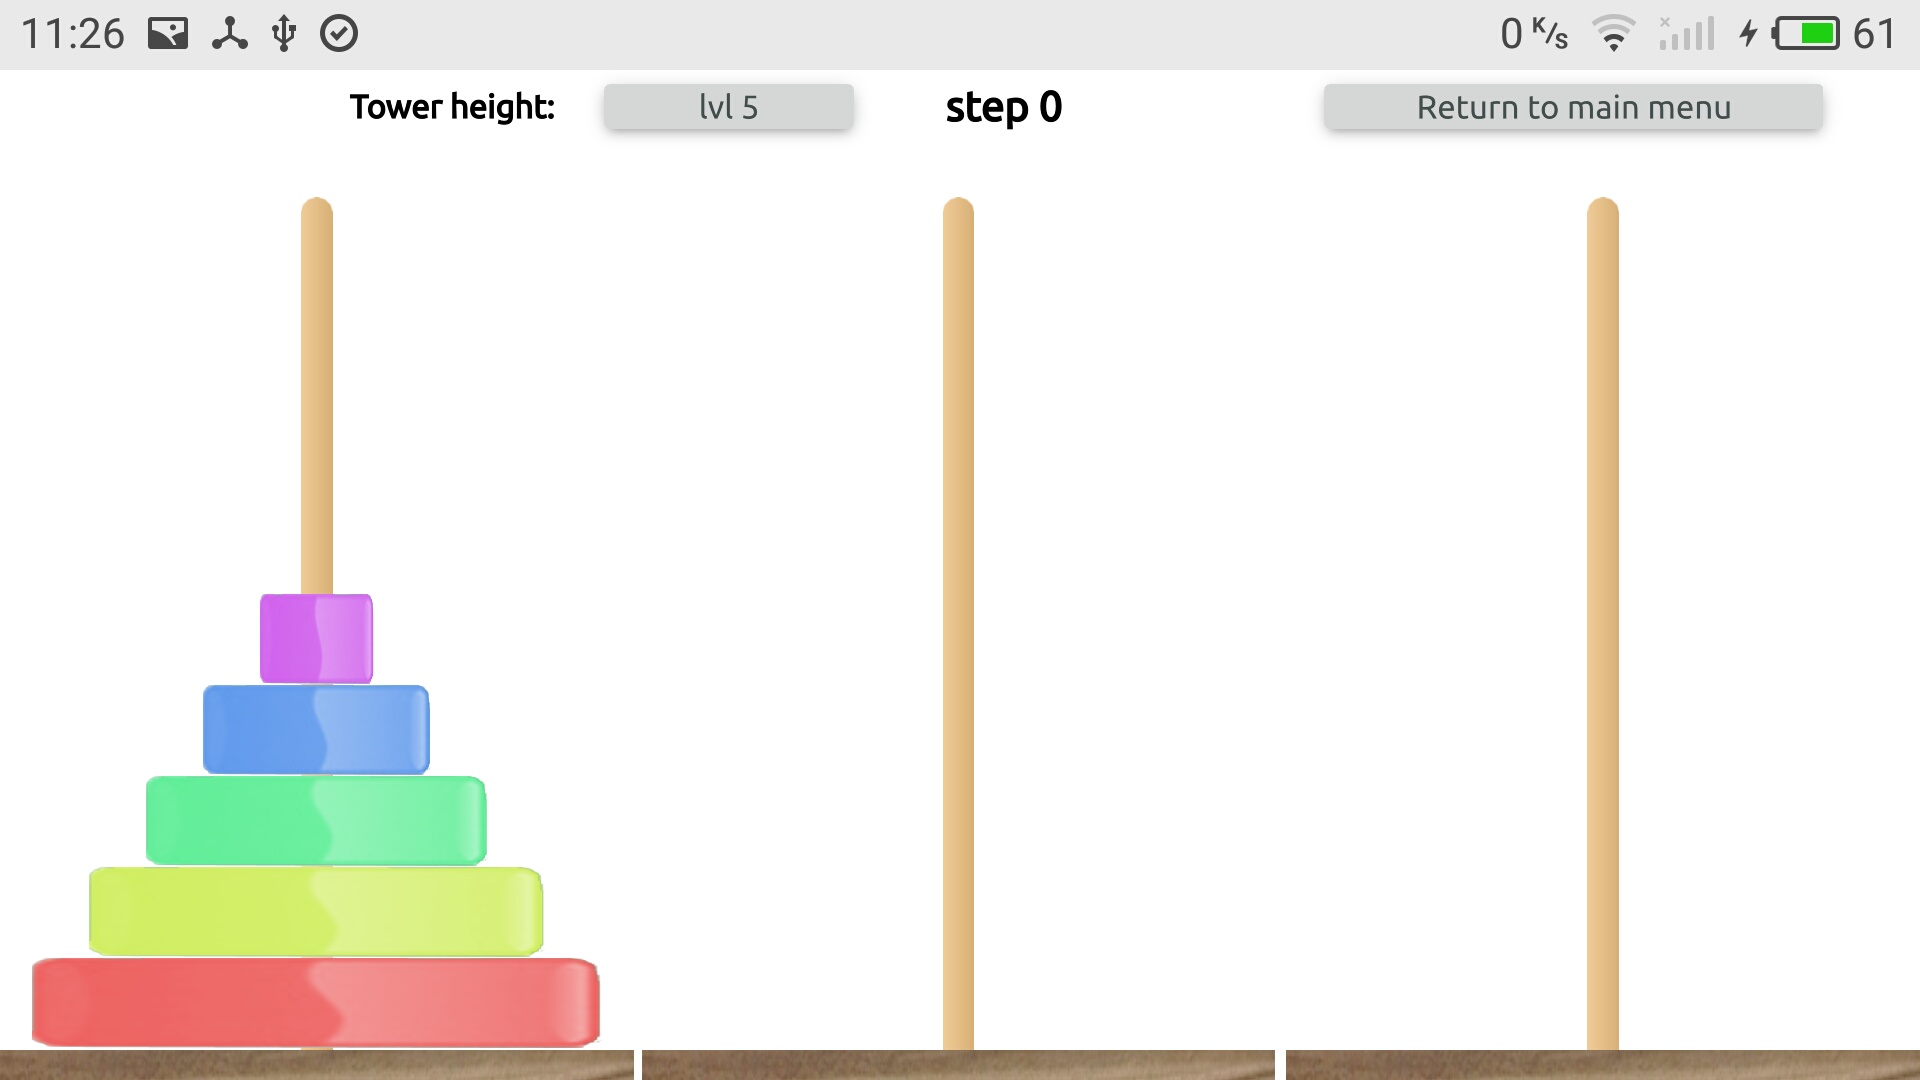 11:26
0 K/s
61
Tower height:
lvl 5
step 0
Return to main menu